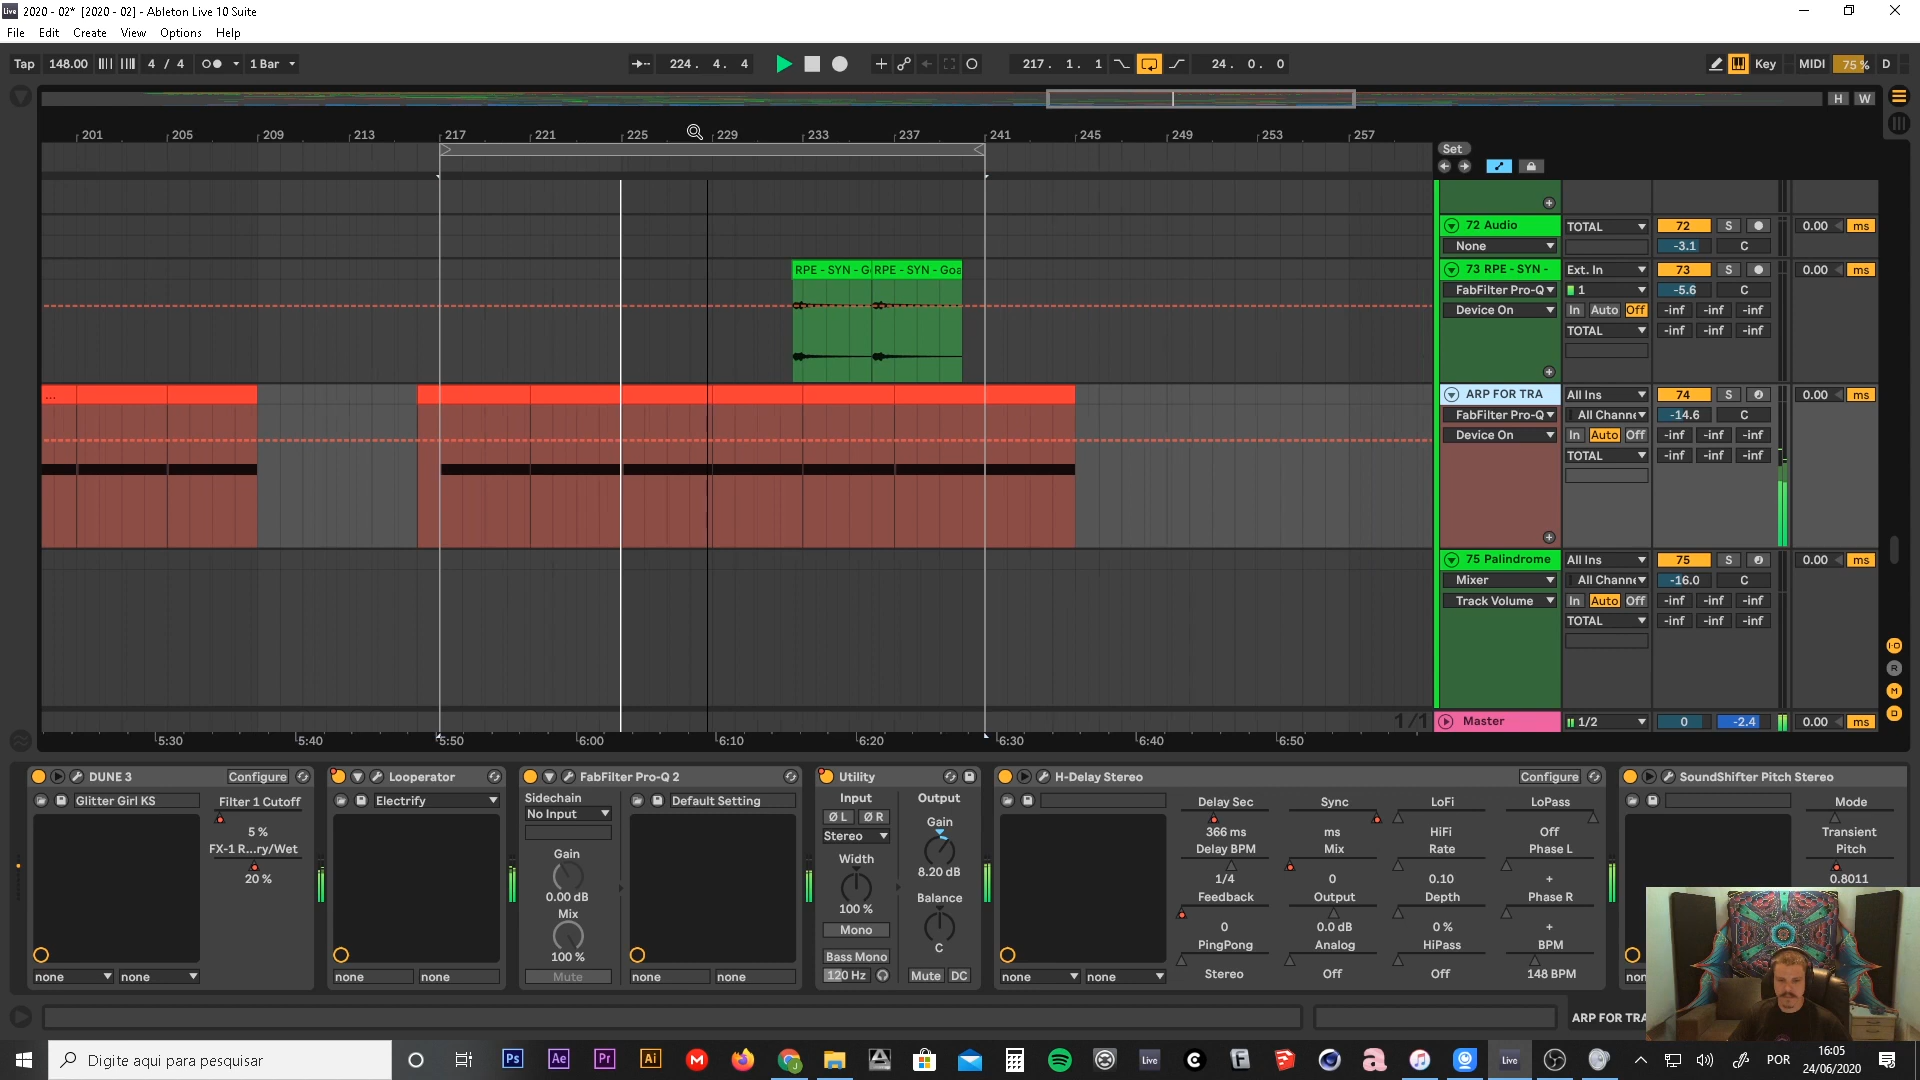 2020 - 02* [2020 - 02] - Ableton Live 10 Suite
File Edit Create View Options Help
Tap 148.00 4 / 4 1 Bar 224. 4. 4 217. 1. 1 24. 0. 0 Key MIDI 75 % D
H W
201 205 209 213 217 221 225 229 233 237 241 245 249 253 257
Set
72 Audio TOTAL 72 S 0.00 ms
None -3.1 C
RPE - SYN - G RPE - SYN - Goa 73 RPE - SYN - Ext. In 73 S 0.00 ms
FabFilter Pro-Q 1 -5.6 C
Device On In Auto Off -inf -inf -inf
TOTAL -inf -inf -inf
... ARP FOR TRA All Ins 74 S 0.00 ms
FabFilter Pro-Q All Channe -14.6 C
Device On In Auto Off -inf -inf -inf
TOTAL -inf -inf -inf
75 Palindrome All Ins 75 S 0.00 ms
Mixer All Channe -16.0 C
Track Volume In Auto Off -inf -inf -inf
TOTAL -inf -inf -inf
1/1 Master 1/2 0 -2.4 0.00 ms
5:30 5:40 5:50 6:00 6:10 6:20 6:30 6:40 6:50
DUNE 3 Configure Looperator FabFilter Pro-Q 2 Utility H-Delay Stereo Configure SoundShifter Pitch Stereo
Glitter Girl KS Filter 1 Cutoff Electrify Sidechain Default Setting Input Output Delay Sec Sync LoFi LoPass Mode
5 % No Input Ø L Ø R Gain 366 ms ms HiFi Off Transient
FX-1 R...ry/Wet Stereo Delay BPM Mix Rate Phase L Pitch
20 % Gain Width 8.20 dB 1/4 0 0.10 + 0.8011
0.00 dB 100 % Balance Feedback Output Depth Phase R
Mix Mono 0 0.0 dB 0 % +
100 % Bass Mono C PingPong Analog HiPass BPM
none none none none Mute none none 120 Hz Mute DC none none Stereo Off Off 148 BPM
ARP FOR TRA
Digite aqui para pesquisar
Ps Ae Pr Ai Live Live POR 16:05
24/06/2020